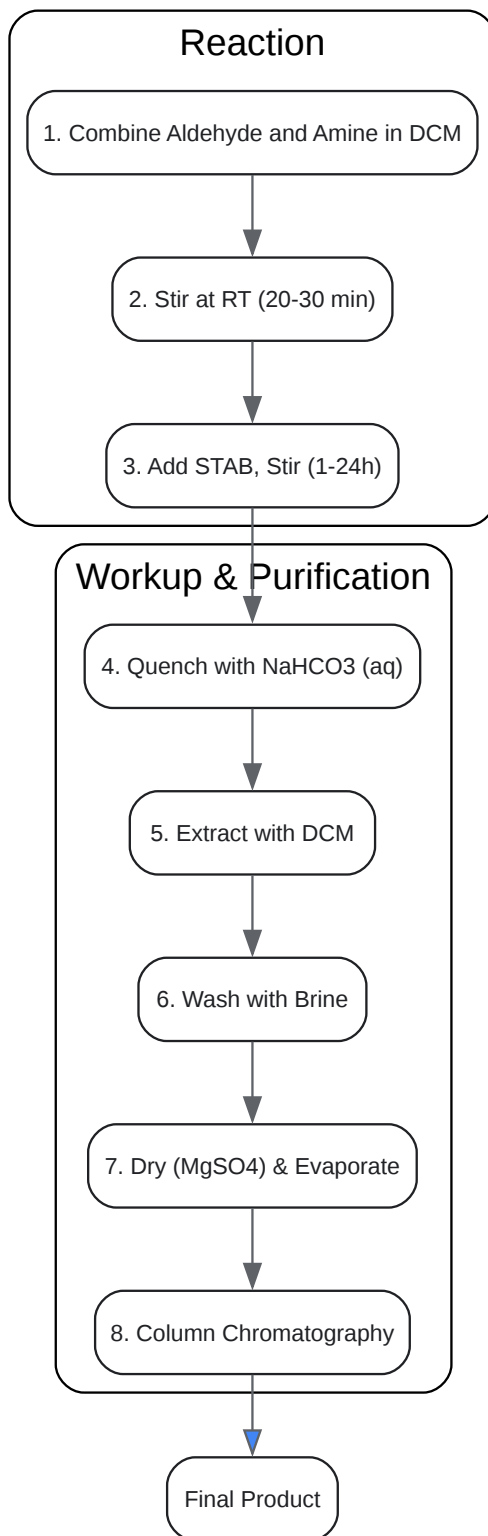 Reaction
1. Combine Aldehyde and Amine in DCM
2. Stir at RT (20-30 min)
3. Add STAB, Stir (1-24h)
Workup & Purification
4. Quench with NaHCO3 (aq)
5. Extract with DCM
6. Wash with Brine
7. Dry (MgSO4) & Evaporate
8. Column Chromatography
Final Product